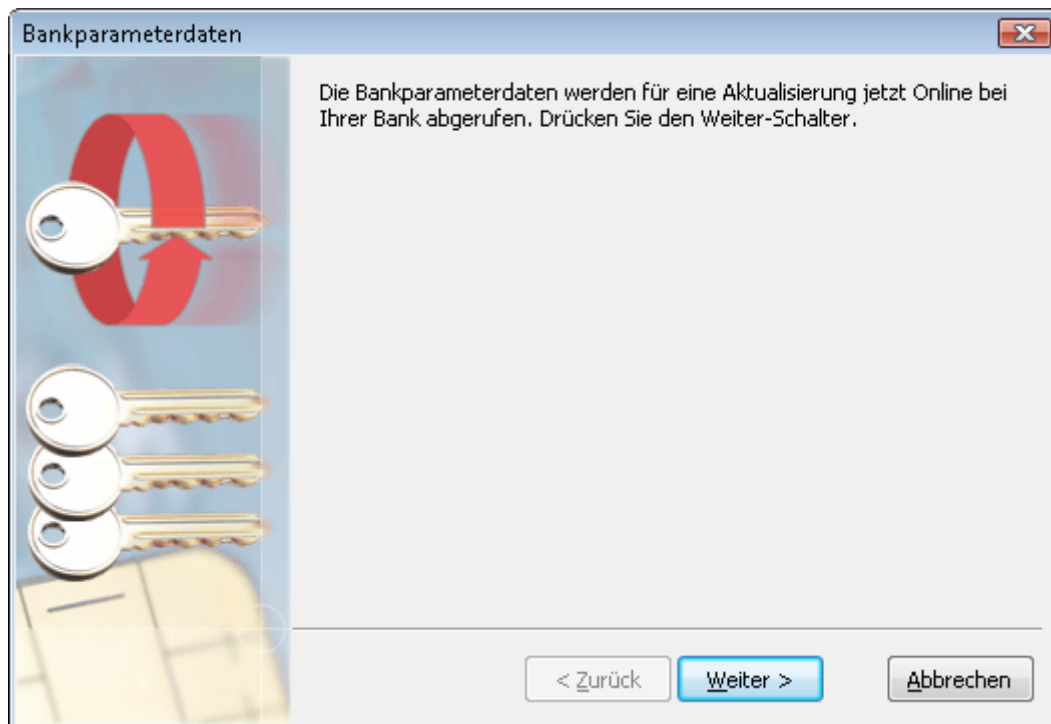 Bankparameterdaten
Die Bankparameterdaten werden für eine Aktualisierung jetzt Online bei
Ihrer Bank abgerufen. Drücken Sie den Weiter-Schalter.
< Zurück
Weiter >
Abbrechen